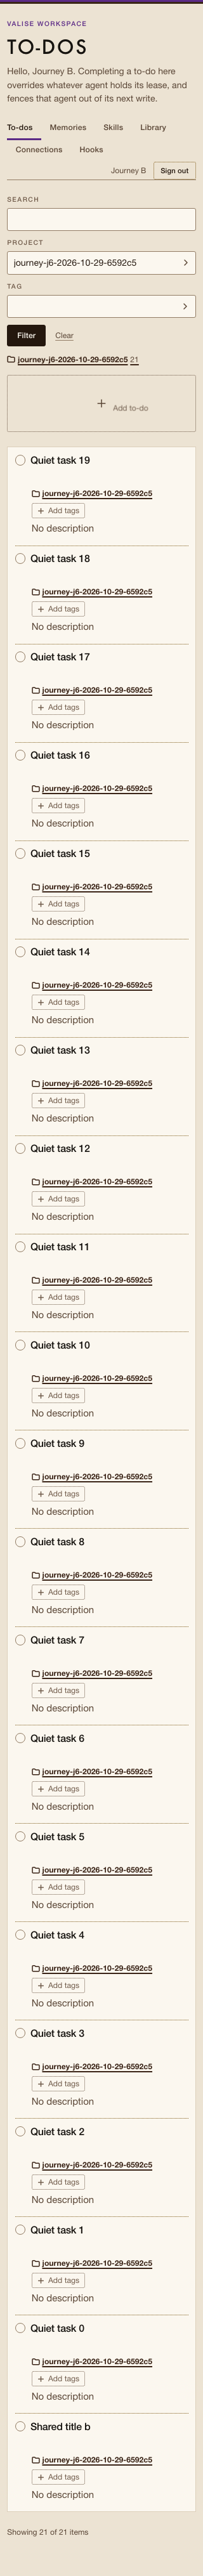 VALISE WORKSPACE
TO-DOS
Hello, Journey B. Completing a to-do here
overrides whatever agent holds its lease, and
fences that agent out of its next write.
To-dos Memories Skills Library
Connections Hooks
Journey B Sign out
SEARCH
PROJECT
journey-j6-2026-10-29-6592c5
TAG
Filter Clear
journey-j6-2026-10-29-6592c5 21
+ Add to-do
Quiet task 19
journey-j6-2026-10-29-6592c5
+ Add tags
No description
Quiet task 18
journey-j6-2026-10-29-6592c5
+ Add tags
No description
Quiet task 17
journey-j6-2026-10-29-6592c5
+ Add tags
No description
Quiet task 16
journey-j6-2026-10-29-6592c5
+ Add tags
No description
Quiet task 15
journey-j6-2026-10-29-6592c5
+ Add tags
No description
Quiet task 14
journey-j6-2026-10-29-6592c5
+ Add tags
No description
Quiet task 13
journey-j6-2026-10-29-6592c5
+ Add tags
No description
Quiet task 12
journey-j6-2026-10-29-6592c5
+ Add tags
No description
Quiet task 11
journey-j6-2026-10-29-6592c5
+ Add tags
No description
Quiet task 10
journey-j6-2026-10-29-6592c5
+ Add tags
No description
Quiet task 9
journey-j6-2026-10-29-6592c5
+ Add tags
No description
Quiet task 8
journey-j6-2026-10-29-6592c5
+ Add tags
No description
Quiet task 7
journey-j6-2026-10-29-6592c5
+ Add tags
No description
Quiet task 6
journey-j6-2026-10-29-6592c5
+ Add tags
No description
Quiet task 5
journey-j6-2026-10-29-6592c5
+ Add tags
No description
Quiet task 4
journey-j6-2026-10-29-6592c5
+ Add tags
No description
Quiet task 3
journey-j6-2026-10-29-6592c5
+ Add tags
No description
Quiet task 2
journey-j6-2026-10-29-6592c5
+ Add tags
No description
Quiet task 1
journey-j6-2026-10-29-6592c5
+ Add tags
No description
Quiet task 0
journey-j6-2026-10-29-6592c5
+ Add tags
No description
Shared title b
journey-j6-2026-10-29-6592c5
+ Add tags
No description
Showing 21 of 21 items